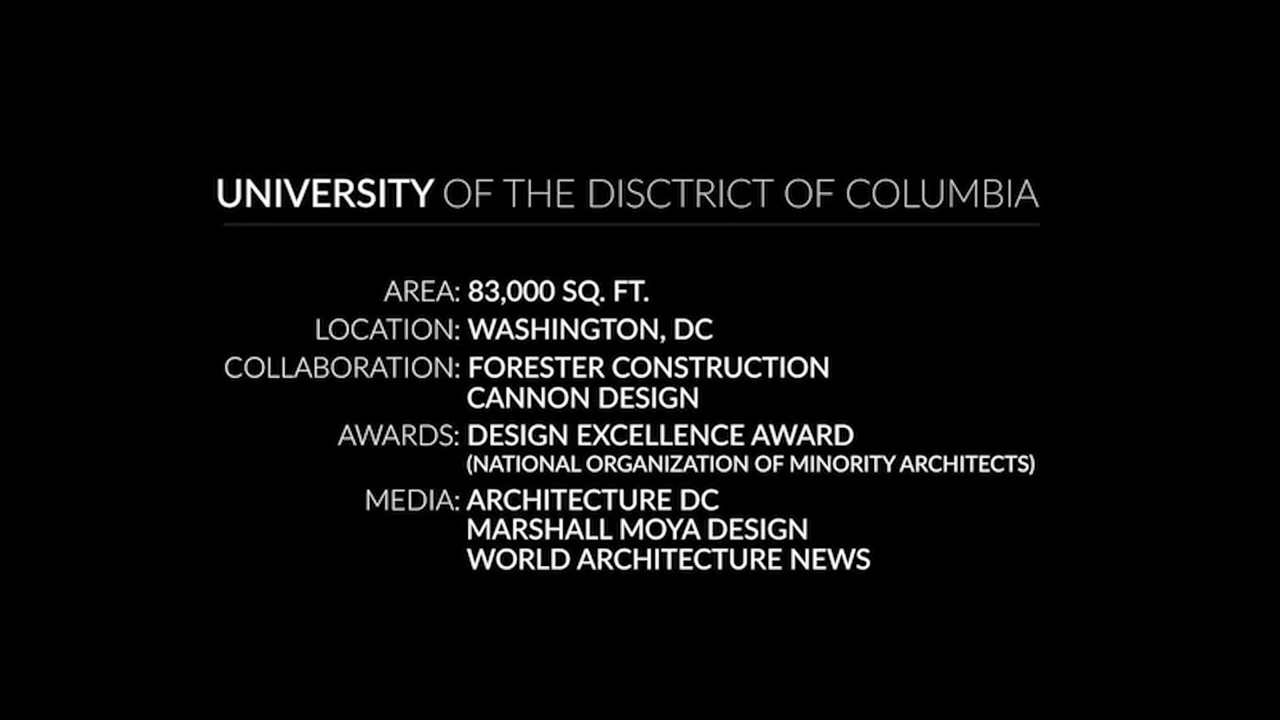 UNIVERSITY OF THE DISCTRICT OF COLUMBIA
AREA: 83,000 SQ. FT.
LOCATION: WASHINGTON, DC
COLLABORATION: FORESTER CONSTRUCTION
CANNON DESIGN
AWARDS: DESIGN EXCELLENCE AWARD
(NATIONAL ORGANIZATION OF MINORITY ARCHITECTS)
MEDIA: ARCHITECTURE DC
MARSHALL MOYA DESIGN
WORLD ARCHITECTURE NEWS